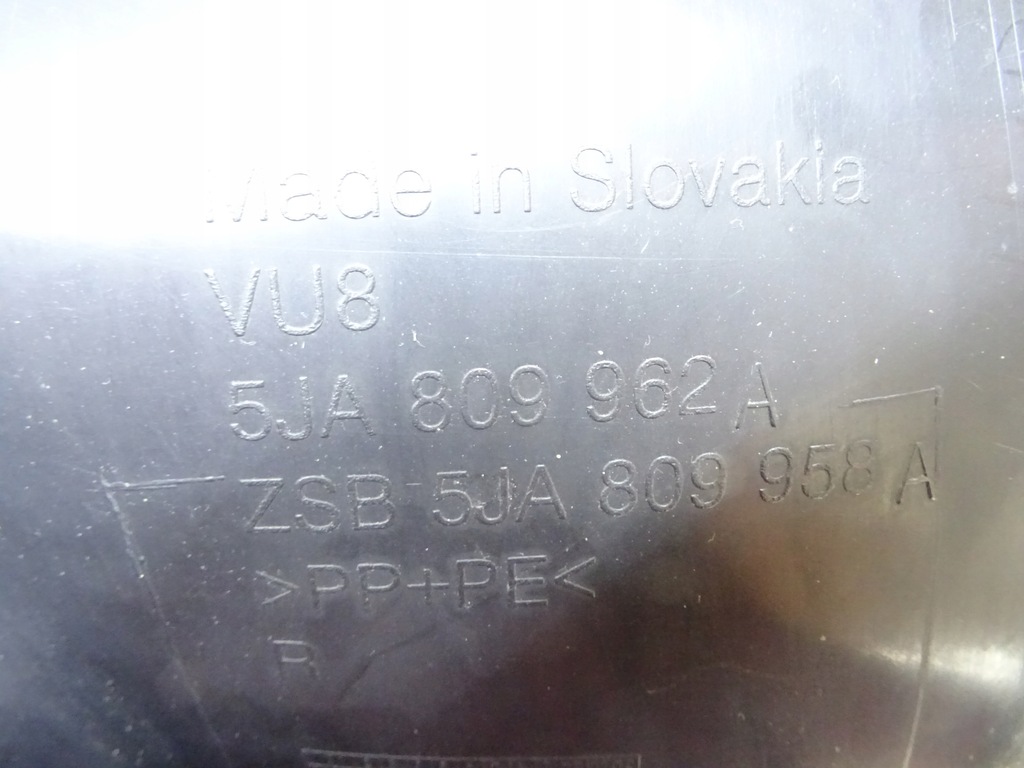 Made in Slovakia
VU8
5JA 809 962 A
ZSB 5JA 809 958 A
>PP+PE<
R